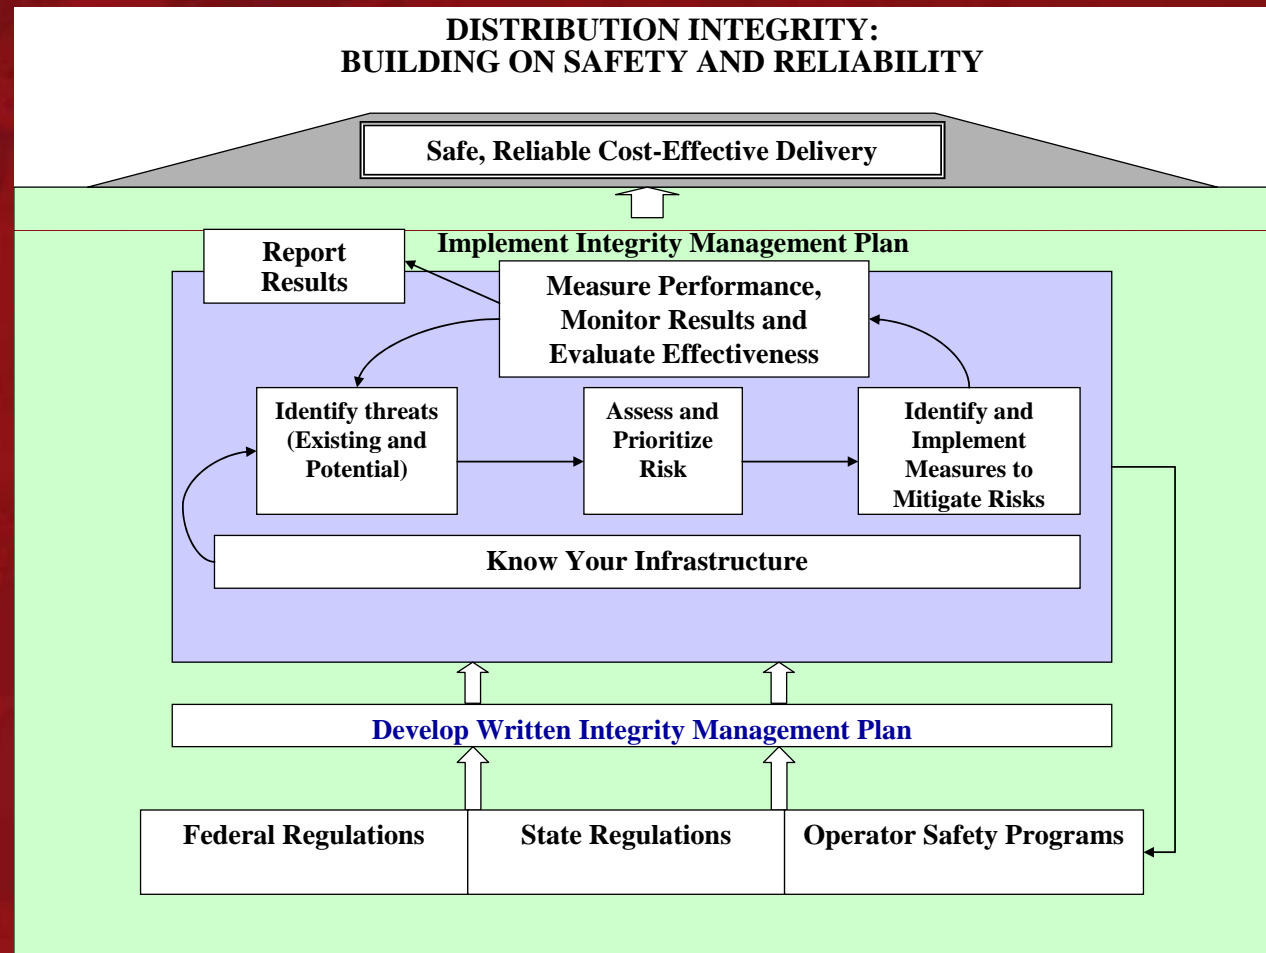 DISTRIBUTION INTEGRITY:
BUILDING ON SAFETY AND RELIABILITY
Safe, Reliable Cost-Effective Delivery
Implement Integrity Management Plan
Report
Results
Measure Performance,
Monitor Results and
Evaluate Effectiveness
Identify threats
(Existing and
Potential)
Assess and
Prioritize
Risk
Identify and
Implement
Measures to
Mitigate Risks
Know Your Infrastructure
Develop Written Integrity Management Plan
Federal Regulations
State Regulations
Operator Safety Programs